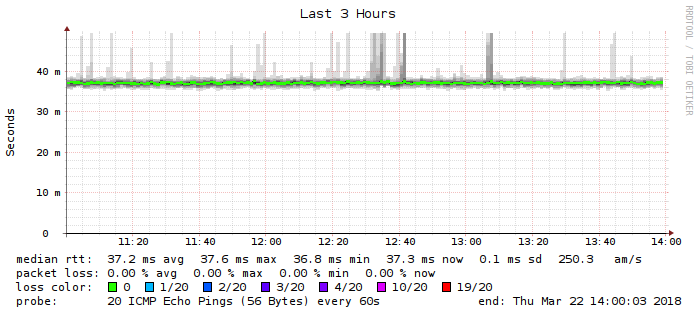 Last 3 Hours
RRDTOOL / TOBI OETIKER
Seconds
40 m
30 m
20 m
10 m
0
11:20 11:40 12:00 12:20 12:40 13:00 13:20 13:40 14:00
median rtt: 37.2 ms avg 37.6 ms max 36.8 ms min 37.3 ms now 0.1 ms sd 250.3 am/s
packet loss: 0.00 % avg 0.00 % max 0.00 % min 0.00 % now
loss color: 0 1/20 2/20 3/20 4/20 10/20 19/20
probe: 20 ICMP Echo Pings (56 Bytes) every 60s end: Thu Mar 22 14:00:03 2018